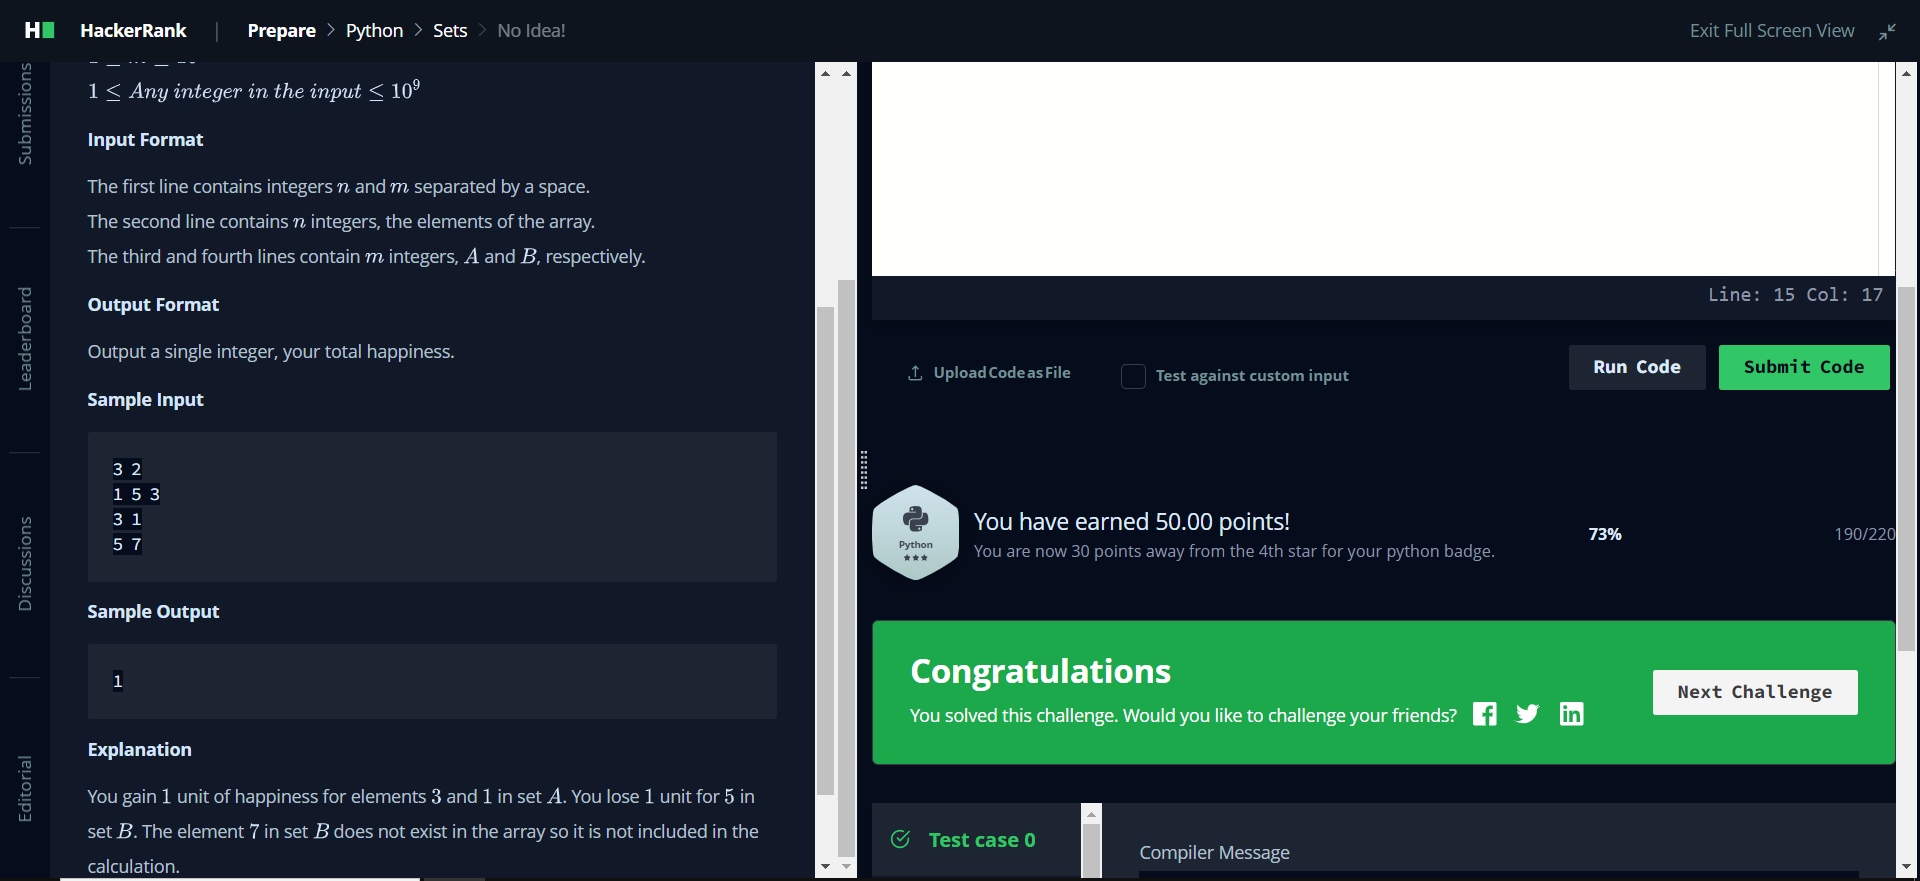 H HackerRank | Prepare > Python > Sets > No Idea!
Exit Full Screen View
Submissions
Leaderboard
Discussions
Editorial
1 ≤ Any integer in the input ≤ 10⁹
Input Format
The first line contains integers n and m separated by a space.
The second line contains n integers, the elements of the array.
The third and fourth lines contain m integers, A and B, respectively.
Output Format
Output a single integer, your total happiness.
Sample Input
3 2
1 5 3
3 1
5 7
Sample Output
1
Explanation
You gain 1 unit of happiness for elements 3 and 1 in set A. You lose 1 unit for 5 in
set B. The element 7 in set B does not exist in the array so it is not included in the
calculation.
Line: 15 Col: 17
Upload Code as File
Test against custom input
Run Code
Submit Code
Python
★★★
You have earned 50.00 points!
You are now 30 points away from the 4th star for your python badge.
73%
190/220
Congratulations
You solved this challenge. Would you like to challenge your friends?
Next Challenge
Test case 0
Compiler Message